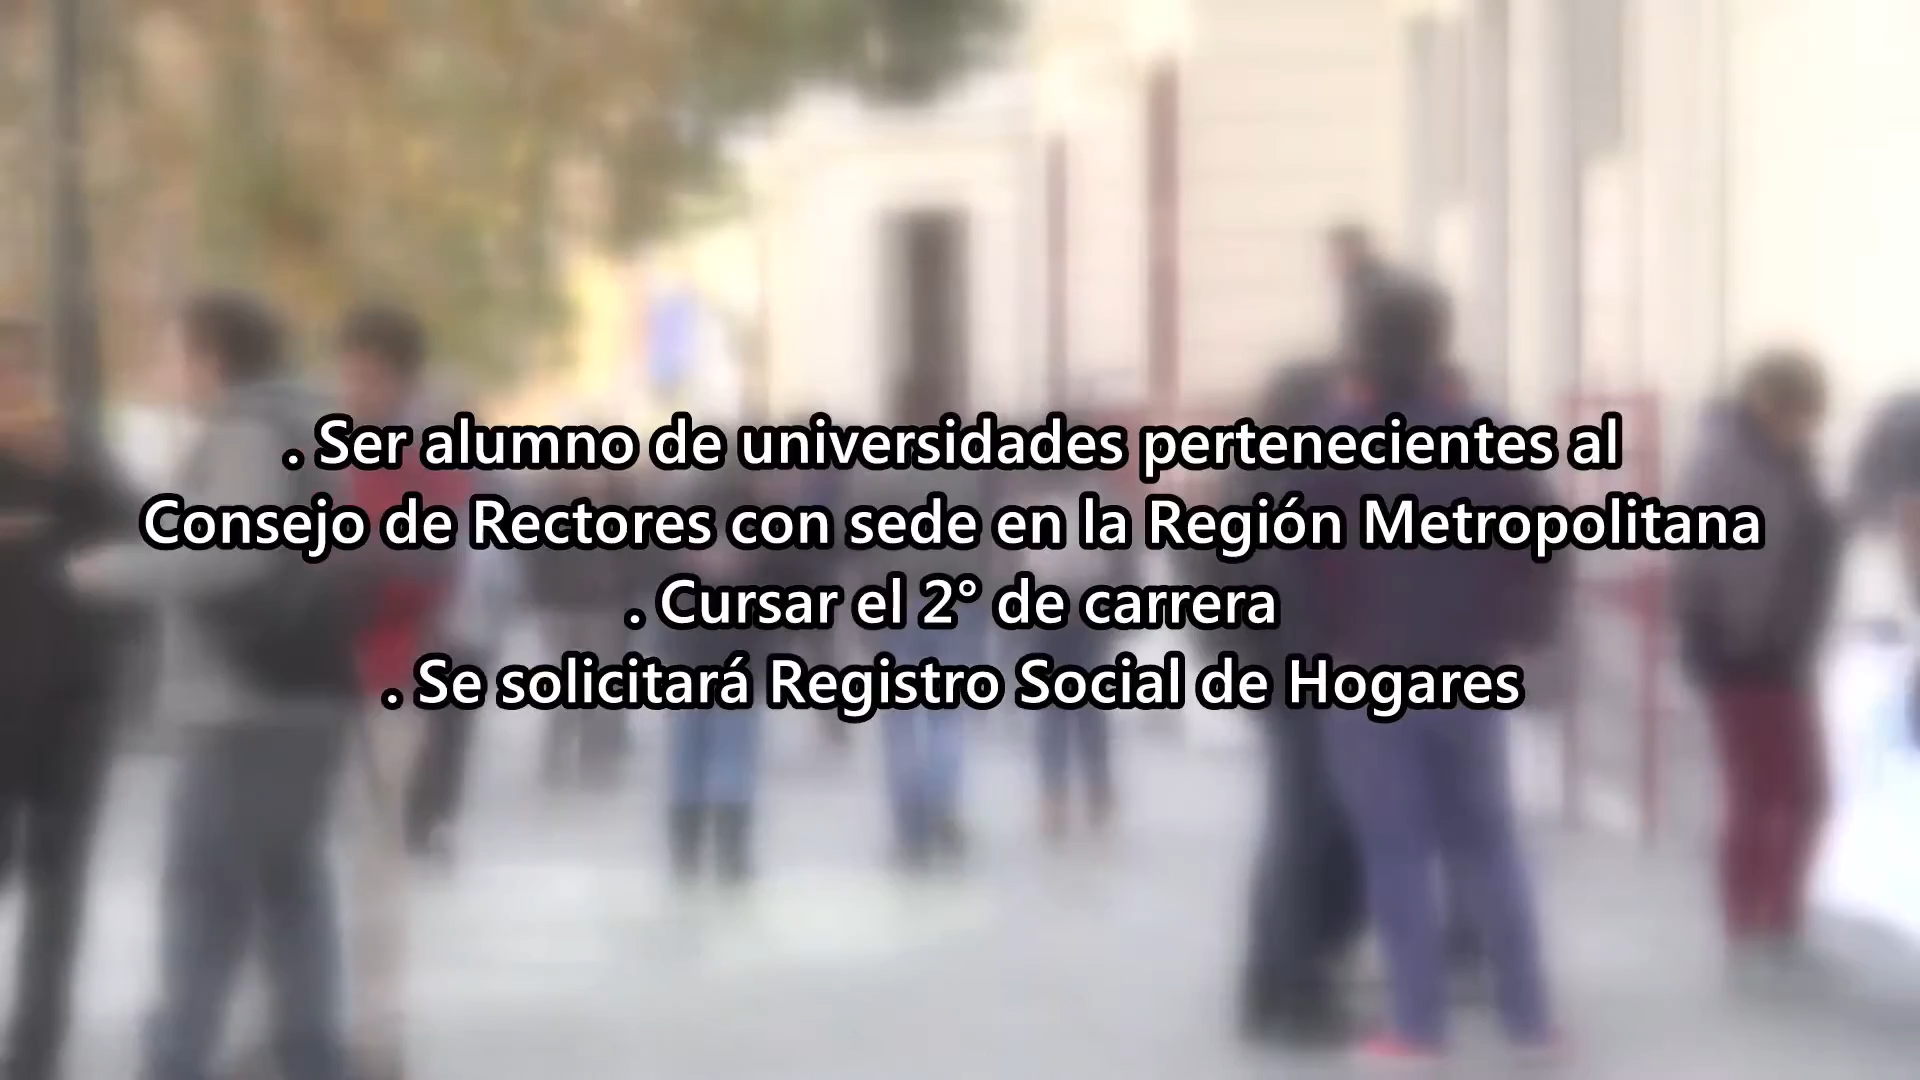 . Ser alumno de universidades pertenecientes al
Consejo de Rectores con sede en la Región Metropolitana
. Cursar el 2° de carrera
. Se solicitará Registro Social de Hogares